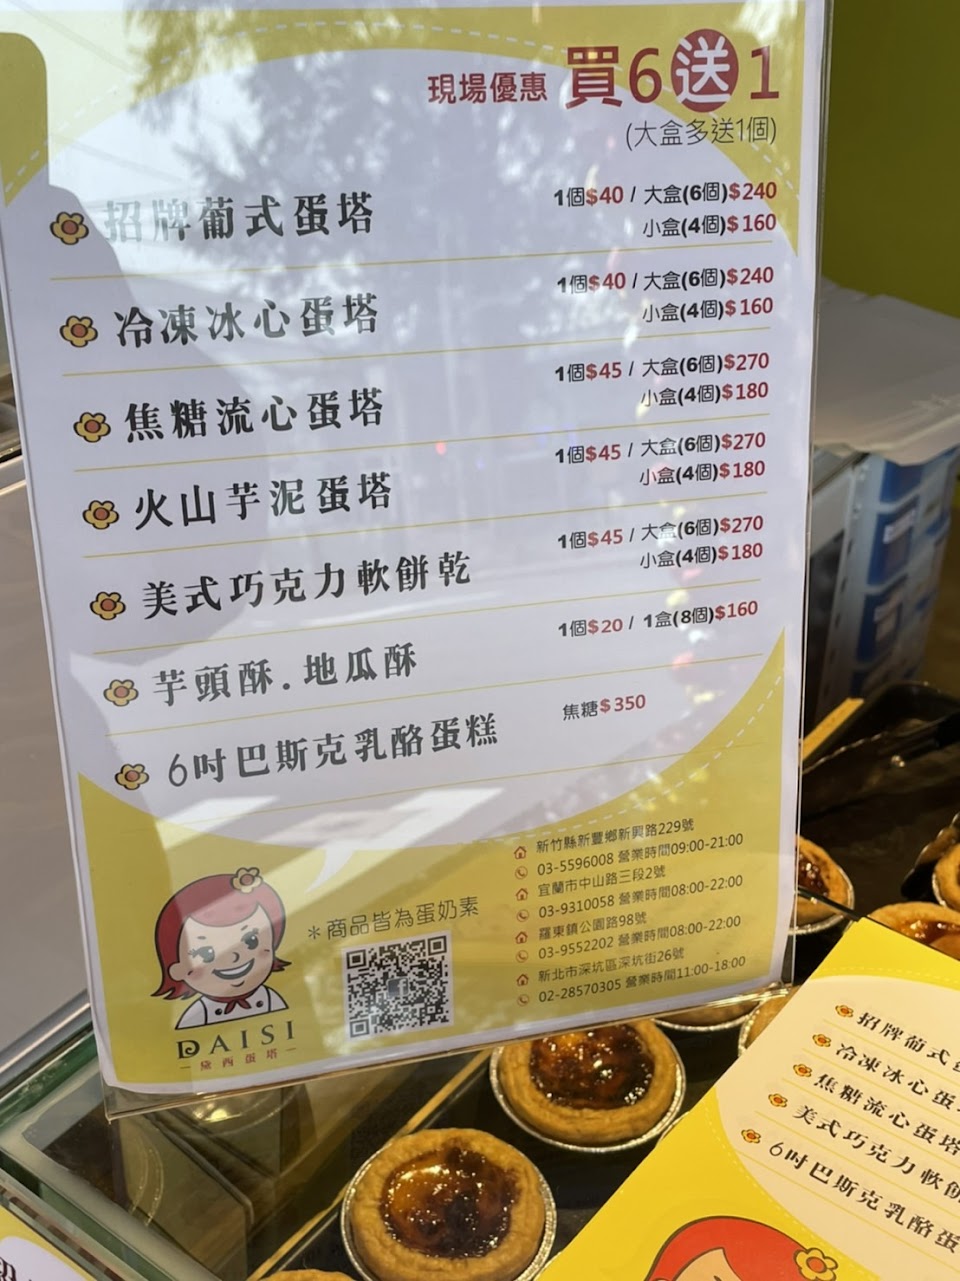 現場優惠 買6送1
(大盒多送1個)
招牌葡式蛋塔 1個$40 / 大盒(6個)$240
小盒(4個)$160
冷凍冰心蛋塔 1個$40 / 大盒(6個)$240
小盒(4個)$160
焦糖流心蛋塔 1個$45 / 大盒(6個)$270
小盒(4個)$180
火山芋泥蛋塔 1個$45 / 大盒(6個)$270
小盒(4個)$180
美式巧克力軟餅乾 1個$45 / 大盒(6個)$270
小盒(4個)$180
芋頭酥.地瓜酥 1個$20 / 1盒(8個)$160
6吋巴斯克乳酪蛋糕 焦糖$350
新竹縣新豐鄉新興路229號
03-5596008 營業時間09:00-21:00
宜蘭市中山路三段2號
03-9310058 營業時間08:00-22:00
羅東鎮公園路98號
03-9552202 營業時間08:00-22:00
新北市深坑區深坑街26號
02-28570305 營業時間11:00-18:00
＊商品皆為蛋奶素
DAISI
黛西蛋塔
招牌葡式
冷凍冰心蛋
焦糖流心蛋塔
美式巧克力軟
6吋巴斯克乳酪蛋